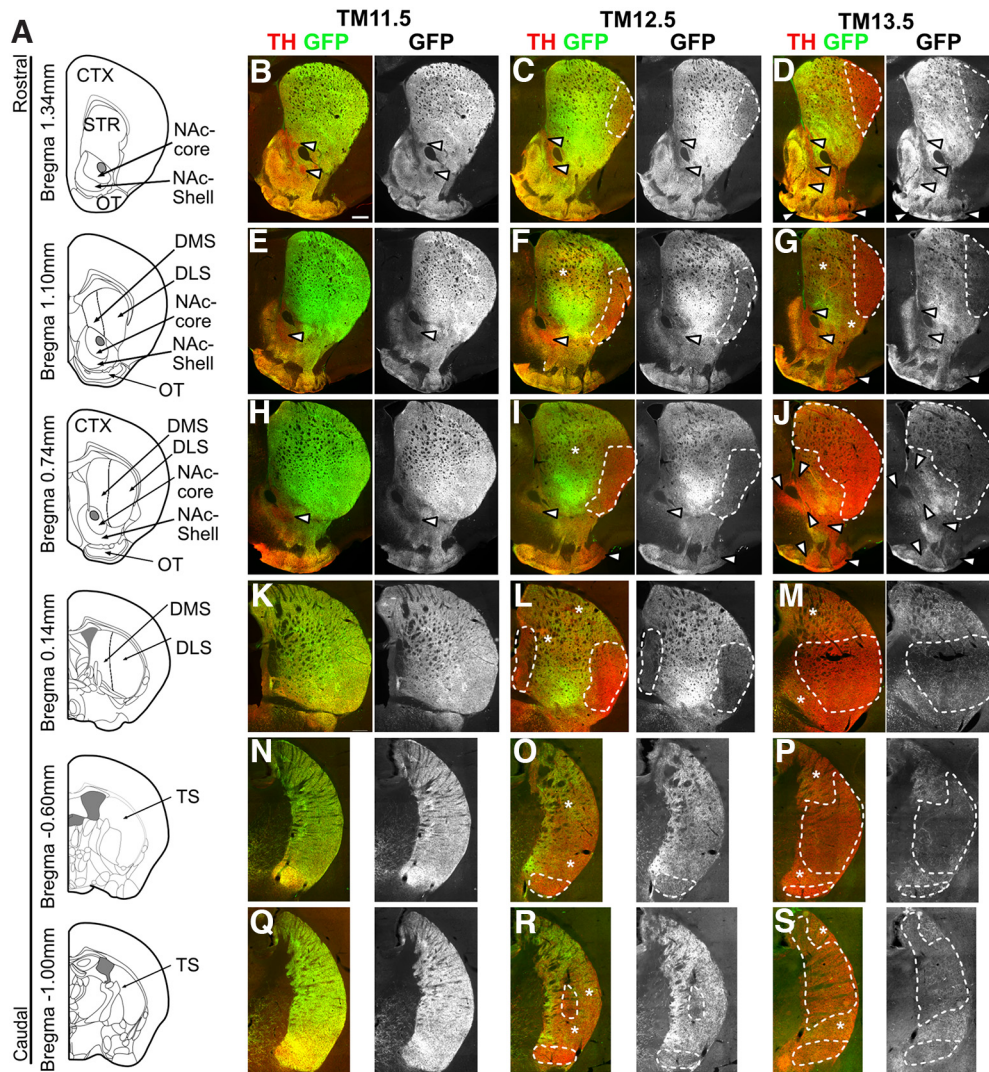 TM11.5 TM12.5 TM13.5
A TH GFP GFP TH GFP GFP TH GFP GFP
Rostral
Bregma 1.34mm
CTX
STR
NAc-
core
NAc-
Shell
OT
B C D
Bregma 1.10mm
DMS
DLS
NAc-
core
NAc-
Shell
OT
E F * G * *
Bregma 0.74mm
CTX
DMS
DLS
NAc-
core
NAc-
Shell
OT
H I * J
Bregma 0.14mm
DMS
DLS
K L * * M * *
Bregma -0.60mm
TS
N O * * P * *
Bregma -1.00mm
TS
Q R * S * *
Caudal